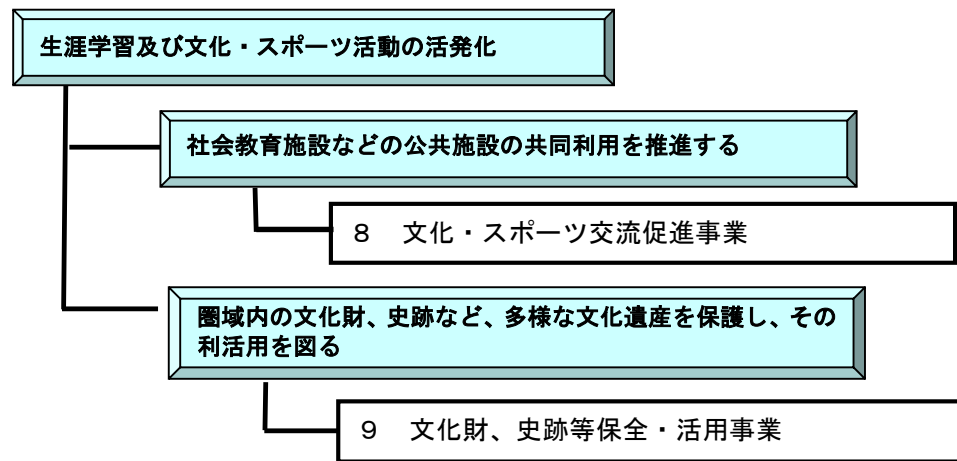 生涯学習及び文化・スポーツ活動の活発化
社会教育施設などの公共施設の共同利用を推進する
８　文化・スポーツ交流促進事業
圏域内の文化財、史跡など、多様な文化遺産を保護し、その
利活用を図る
９　文化財、史跡等保全・活用事業